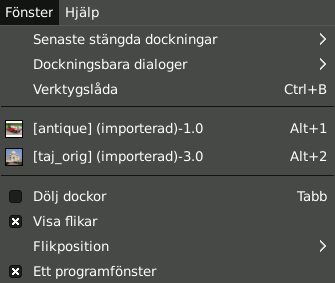 Fönster Hjälp
Senaste stängda dockningar
Dockningsbara dialoger
Verktygslåda Ctrl+B
[antique] (importerad)-1.0 Alt+1
[taj_orig] (importerad)-3.0 Alt+2
Dölj dockor Tabb
Visa flikar
Flikposition
Ett programfönster